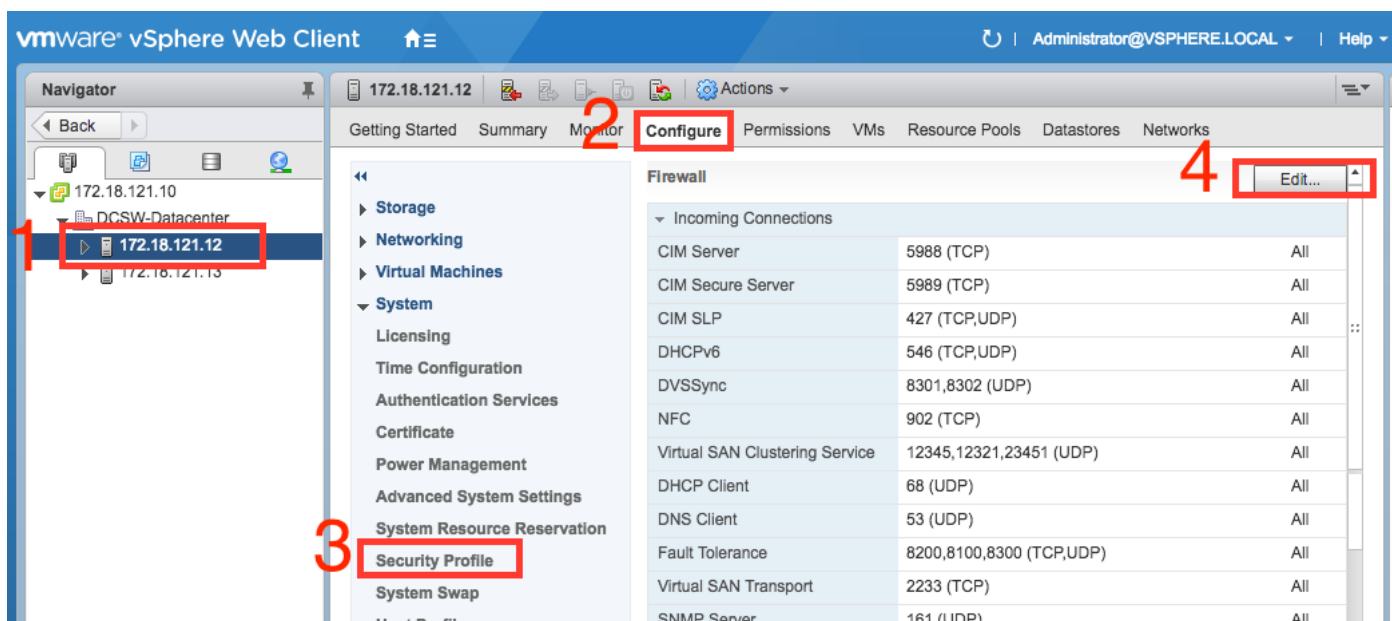 vmware® vSphere Web Client
Administrator@VSPHERE.LOCAL
Help
Navigator
Back
172.18.121.10
DCSW-Datacenter
1
172.18.121.12
172.18.121.13
172.18.121.12
Actions
2
Getting Started Summary Monitor Configure Permissions VMs Resource Pools Datastores Networks
Storage
Networking
Virtual Machines
System
Licensing
Time Configuration
Authentication Services
Certificate
Power Management
Advanced System Settings
System Resource Reservation
3
Security Profile
System Swap
Firewall
4
Edit...
Incoming Connections
CIM Server 5988 (TCP) All
CIM Secure Server 5989 (TCP) All
CIM SLP 427 (TCP,UDP) All
DHCPv6 546 (TCP,UDP) All
DVSSync 8301,8302 (UDP) All
NFC 902 (TCP) All
Virtual SAN Clustering Service 12345,12321,23451 (UDP) All
DHCP Client 68 (UDP) All
DNS Client 53 (UDP) All
Fault Tolerance 8200,8100,8300 (TCP,UDP) All
Virtual SAN Transport 2233 (TCP) All
SNMP Server 161 (UDP) All